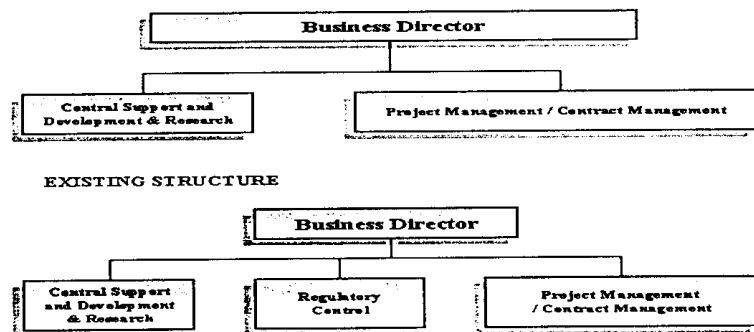 Business Director
Central Support and
Development & Research
Project Management / Contract Management
EXISTING STRUCTURE
Business Director
Central Support
and Development
& Research
Regulatory
Control
Project Management
/ Contract Management